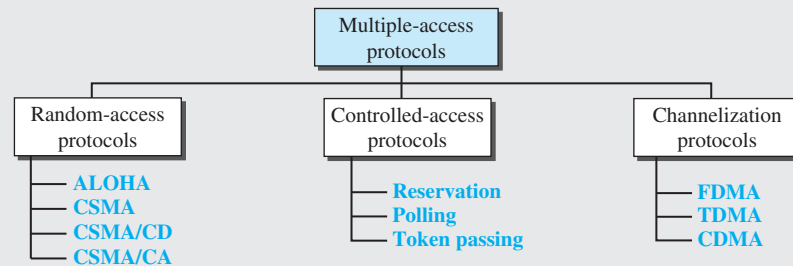 Multiple-access
protocols
Random-access
protocols
Controlled-access
protocols
Channelization
protocols
ALOHA
CSMA
CSMA/CD
CSMA/CA
Reservation
Polling
Token passing
FDMA
TDMA
CDMA